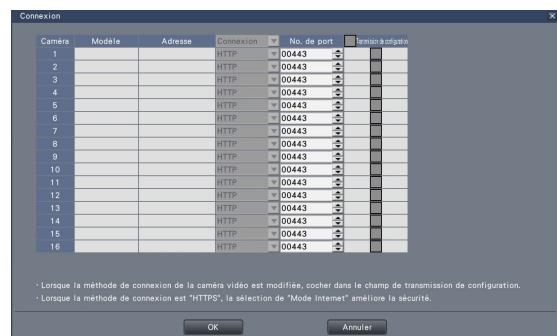 Connexion
Caméra Modèle Adresse Connexion No. de port Transmission de configuration
1 HTTP 00443
2 HTTP 00443
3 HTTP 00443
4 HTTP 00443
5 HTTP 00443
6 HTTP 00443
7 HTTP 00443
8 HTTP 00443
9 HTTP 00443
10 HTTP 00443
11 HTTP 00443
12 HTTP 00443
13 HTTP 00443
14 HTTP 00443
15 HTTP 00443
16 HTTP 00443
· Lorsque la méthode de connexion de la caméra vidéo est modifiée, cocher dans le champ de transmission de configuration.
· Lorsque la méthode de connexion est "HTTPS", la sélection de "Mode Internet" améliore la sécurité.
OK Annuler